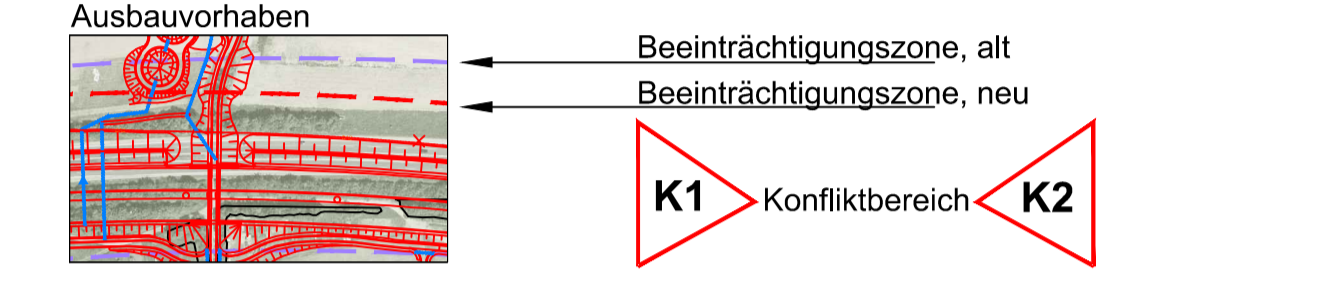 Ausbauvorhaben
Beeinträchtigungszone, alt
Beeinträchtigungszone, neu
K1 Konfliktbereich K2